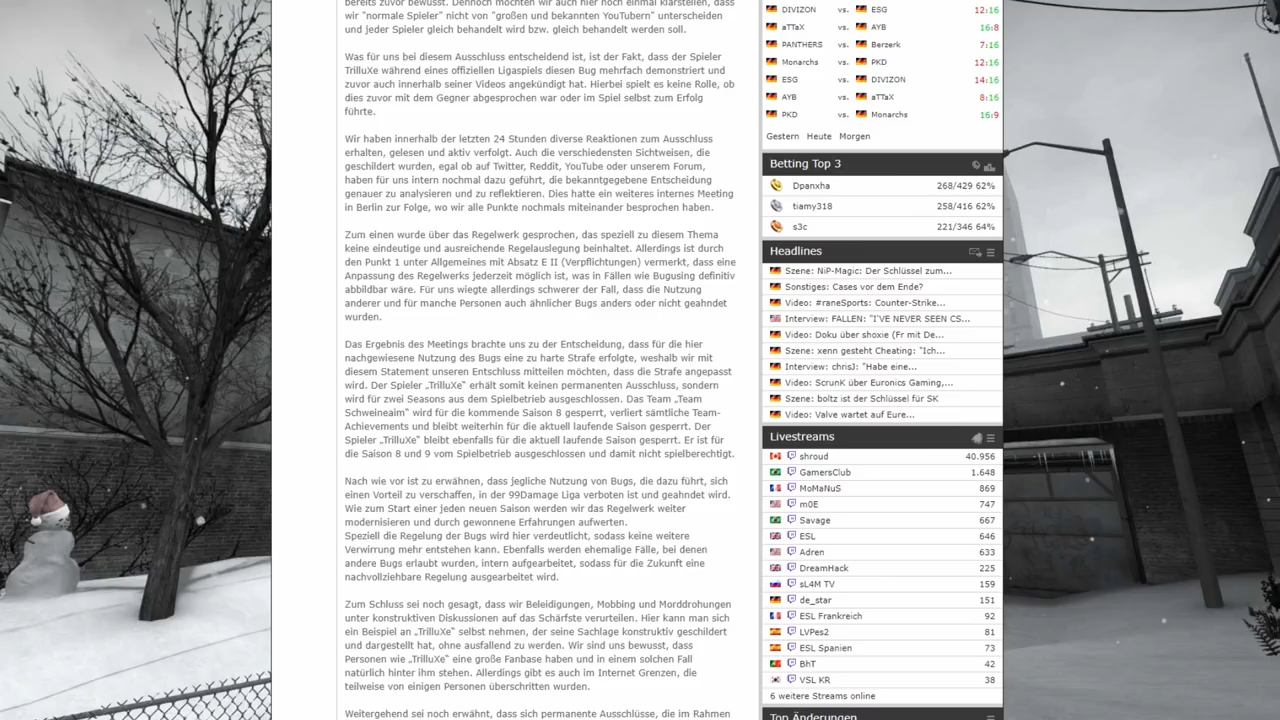 bereits zuvor bewusst. Dennoch möchten wir auch hier noch einmal klarstellen, dass
wir "normale Spieler" nicht von "großen und bekannten YouTubern" unterscheiden
und jeder Spieler gleich behandelt wird bzw. gleich behandelt werden soll.
Was für uns bei diesem Ausschluss entscheidend ist, ist der Fakt, dass der Spieler
TrilluXe während eines offiziellen Ligaspiels diesen Bug mehrfach demonstriert und
zuvor auch innerhalb seiner Videos angekündigt hat. Hierbei spielt es keine Rolle, ob
dies zuvor mit dem Gegner abgesprochen war oder im Spiel selbst zum Erfolg
führte.
Wir haben innerhalb der letzten 24 Stunden diverse Reaktionen zum Ausschluss
erhalten, gelesen und aktiv verfolgt. Auch die verschiedensten Sichtweisen, die
geschildert wurden, egal ob auf Twitter, Reddit, YouTube oder unserem Forum,
haben für uns intern nochmal dazu geführt, die bekanntgegebene Entscheidung
genauer zu analysieren und zu reflektieren. Dies hatte ein weiteres internes Meeting
in Berlin zur Folge, wo wir alle Punkte nochmals miteinander besprochen haben.
Zum einen wurde über das Regelwerk gesprochen, das speziell zu diesem Thema
keine eindeutige und ausreichende Regelauslegung beinhaltet. Allerdings ist durch
den Punkt 1 unter Allgemeines mit Absatz E II (Verpflichtungen) vermerkt, dass eine
Anpassung des Regelwerks jederzeit möglich ist, was in Fällen wie Bugusing definitiv
abbildbar wäre. Für uns wiegte allerdings schwerer der Fall, dass die Nutzung
anderer und für manche Personen auch ähnlicher Bugs anders oder nicht geahndet
wurden.
Das Ergebnis des Meetings brachte uns zu der Entscheidung, dass für die hier
nachgewiesene Nutzung des Bugs eine zu harte Strafe erfolgte, weshalb wir mit
diesem Statement unseren Entschluss mitteilen möchten, dass die Strafe angepasst
wird. Der Spieler „TrilluXe“ erhält somit keinen permanenten Ausschluss, sondern
wird für zwei Seasons aus dem Spielbetrieb ausgeschlossen. Das Team „Team
Schweineaim“ wird für die kommende Saison 8 gesperrt, verliert sämtliche Team-
Achievements und bleibt weiterhin für die aktuell laufende Saison gesperrt. Der
Spieler „TrilluXe“ bleibt ebenfalls für die aktuell laufende Saison gesperrt. Er ist für
die Saison 8 und 9 vom Spielbetrieb ausgeschlossen und damit nicht spielberechtigt.
Nach wie vor ist zu erwähnen, dass jegliche Nutzung von Bugs, die dazu führt, sich
einen Vorteil zu verschaffen, in der 99Damage Liga verboten ist und geahndet wird.
Wie zum Start einer jeden neuen Saison werden wir das Regelwerk weiter
modernisieren und durch gewonnene Erfahrungen aufwerten.
Speziell die Regelung der Bugs wird hier verdeutlicht, sodass keine weitere
Verwirrung mehr entstehen kann. Ebenfalls werden ehemalige Fälle, bei denen
andere Bugs erlaubt wurden, intern aufgearbeitet, sodass für die Zukunft eine
nachvollziehbare Regelung ausgearbeitet wird.
Zum Schluss sei noch gesagt, dass wir Beleidigungen, Mobbing und Morddrohungen
unter konstruktiven Diskussionen auf das Schärfste verurteilen. Hier kann man sich
ein Beispiel an „TrilluXe“ selbst nehmen, der seine Sachlage konstruktiv geschildert
und dargestellt hat, ohne ausfallend zu werden. Wir sind uns bewusst, dass
Personen wie „TrilluXe“ eine große Fanbase haben und in einem solchen Fall
natürlich hinter ihm stehen. Allerdings gibt es auch im Internet Grenzen, die
teilweise von einigen Personen überschritten wurden.
Weitergehend sei noch erwähnt, dass sich permanente Ausschlüsse, die im Rahmen
DIVIZON vs. ESG 12:16
aTTaX vs. AYB 16:8
PANTHERS vs. Berzerk 7:16
Monarchs vs. PKD 12:16
ESG vs. DIVIZON 14:16
AYB vs. aTTaX 8:16
PKD vs. Monarchs 16:9
Gestern Heute Morgen
Betting Top 3
Dpanxha 268/429 62%
tiamy318 258/416 62%
s3c 221/346 64%
Headlines
Szene: NiP-Magic: Der Schlüssel zum...
Sonstiges: Cases vor dem Ende?
Video: #raneSports: Counter-Strike...
Interview: FALLEN: "I'VE NEVER SEEN CS...
Video: Doku über shoxie (Fr mit De...
Szene: xenn gesteht Cheating: "Ich...
Interview: chrisJ: "Habe eine...
Video: ScrunK über Euronics Gaming,...
Szene: boltz ist der Schlüssel für SK
Video: Valve wartet auf Eure...
Livestreams
shroud 40.956
GamersClub 1.648
MoMaNuS 869
m0E 747
Savage 667
ESL 646
Adren 633
DreamHack 225
sL4M TV 159
de_star 151
ESL Frankreich 92
LVPes2 81
ESL Spanien 73
BhT 42
VSL KR 38
6 weitere Streams online
Top Änderungen